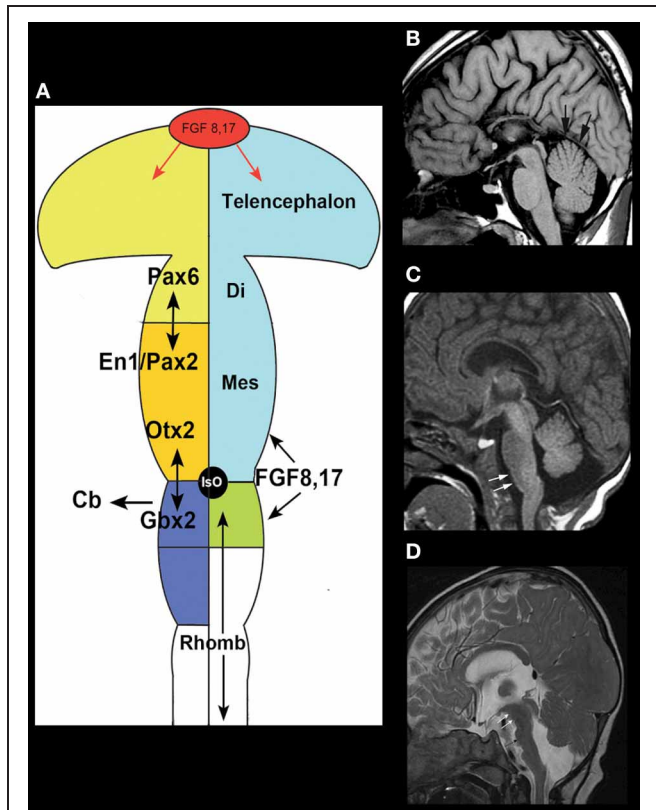 A
FGF 8,17
Telencephalon
Pax6
Di
En1/Pax2
Mes
Otx2
IsO
FGF8,17
Cb
Gbx2
Rhomb
B
C
D